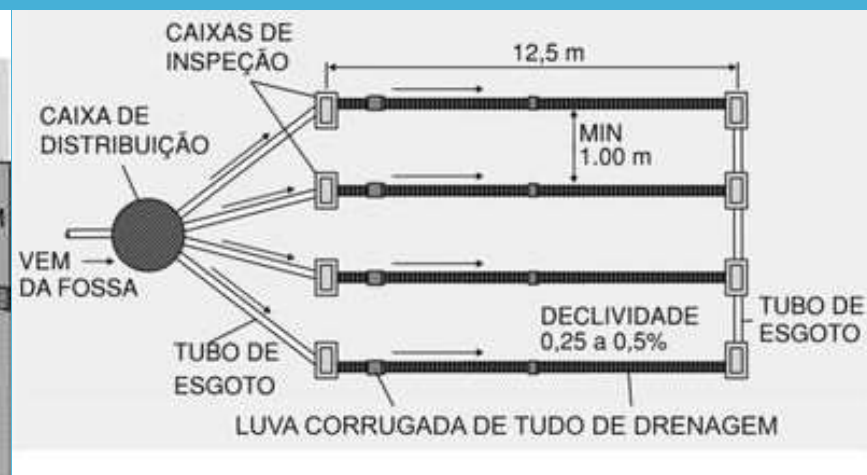 CAIXAS DE
INSPEÇÃO
12,5 m
CAIXA DE
DISTRIBUIÇÃO
MIN
1.00 m
VEM
DA FOSSA
TUBO DE
ESGOTO
DECLIVIDADE
0,25 a 0,5%
TUBO DE
ESGOTO
LUVA CORRUGADA DE TUDO DE DRENAGEM